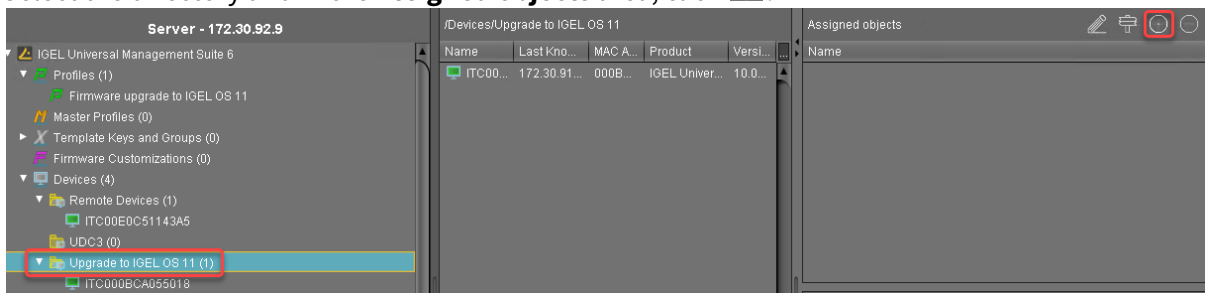 Server - 172.30.92.9
IGEL Universal Management Suite 6
Profiles (1)
Firmware upgrade to IGEL OS 11
Master Profiles (0)
Template Keys and Groups (0)
Firmware Customizations (0)
Devices (4)
Remote Devices (1)
ITC00E0C51143A5
UDC3 (0)
Upgrade to IGEL OS 11 (1)
ITC000BCA055018
/Devices/Upgrade to IGEL OS 11
Name Last Kno... MAC A... Product Versi... ...
ITC00... 172.30.91... 000B... IGEL Univer... 10.0...
Assigned objects
Name